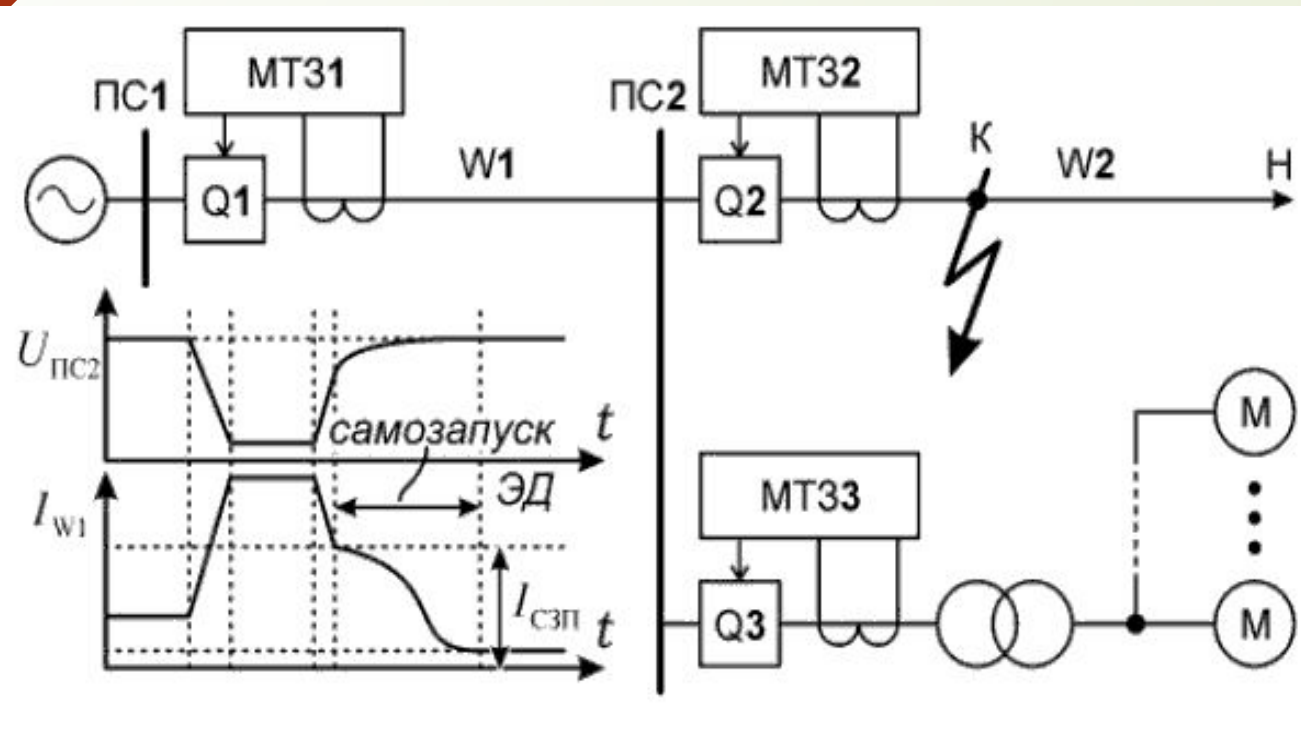 МТЗ1
МТЗ2
ПС1
ПС2
К
W1
W2
Н
Q1
Q2
U ПС2
t
самозапуск
ЭД
I W1
I СЗП
t
МТЗ3
Q3
М
М